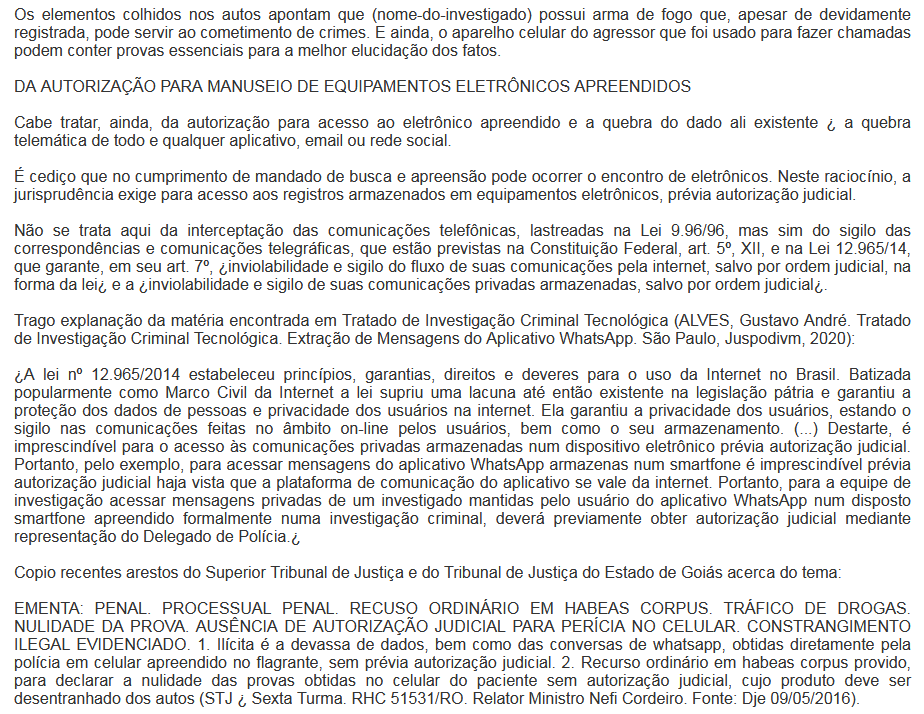 Os elementos colhidos nos autos apontam que (nome-do-investigado) possui arma de fogo que, apesar de devidamente
registrada, pode servir ao cometimento de crimes. E ainda, o aparelho celular do agressor que foi usado para fazer chamadas
podem conter provas essenciais para a melhor elucidação dos fatos.
DA AUTORIZAÇÃO PARA MANUSEIO DE EQUIPAMENTOS ELETRÔNICOS APREENDIDOS
Cabe tratar, ainda, da autorização para acesso ao eletrônico apreendido e a quebra do dado ali existente ¿ a quebra
telemática de todo e qualquer aplicativo, email ou rede social.
É cediço que no cumprimento de mandado de busca e apreensão pode ocorrer o encontro de eletrônicos. Neste raciocínio, a
jurisprudência exige para acesso aos registros armazenados em equipamentos eletrônicos, prévia autorização judicial.
Não se trata aqui da interceptação das comunicações telefônicas, lastreadas na Lei 9.96/96, mas sim do sigilo das
correspondências e comunicações telegráficas, que estão previstas na Constituição Federal, art. 5º, XII, e na Lei 12.965/14,
que garante, em seu art. 7º, ¿inviolabilidade e sigilo do fluxo de suas comunicações pela internet, salvo por ordem judicial, na
forma da lei¿ e a ¿inviolabilidade e sigilo de suas comunicações privadas armazenadas, salvo por ordem judicial¿.
Trago explanação da matéria encontrada em Tratado de Investigação Criminal Tecnológica (ALVES, Gustavo André. Tratado
de Investigação Criminal Tecnológica. Extração de Mensagens do Aplicativo WhatsApp. São Paulo, Juspodivm, 2020):
¿A lei nº 12.965/2014 estabeleceu princípios, garantias, direitos e deveres para o uso da Internet no Brasil. Batizada
popularmente como Marco Civil da Internet a lei supriu uma lacuna até então existente na legislação pátria e garantiu a
proteção dos dados de pessoas e privacidade dos usuários na internet. Ela garantiu a privacidade dos usuários, estando o
sigilo nas comunicações feitas no âmbito on-line pelos usuários, bem como o seu armazenamento. (...) Destarte, é
imprescindível para o acesso às comunicações privadas armazenadas num dispositivo eletrônico prévia autorização judicial.
Portanto, pelo exemplo, para acessar mensagens do aplicativo WhatsApp armazenas num smartfone é imprescindível prévia
autorização judicial haja vista que a plataforma de comunicação do aplicativo se vale da internet. Portanto, para a equipe de
investigação acessar mensagens privadas de um investigado mantidas pelo usuário do aplicativo WhatsApp num disposto
smartfone apreendido formalmente numa investigação criminal, deverá previamente obter autorização judicial mediante
representação do Delegado de Polícia.¿
Copio recentes arestos do Superior Tribunal de Justiça e do Tribunal de Justiça do Estado de Goiás acerca do tema:
EMENTA: PENAL. PROCESSUAL PENAL. RECUSO ORDINÁRIO EM HABEAS CORPUS. TRÁFICO DE DROGAS.
NULIDADE DA PROVA. AUSÊNCIA DE AUTORIZAÇÃO JUDICIAL PARA PERÍCIA NO CELULAR. CONSTRANGIMENTO
ILEGAL EVIDENCIADO. 1. Ilícita é a devassa de dados, bem como das conversas de whatsapp, obtidas diretamente pela
polícia em celular apreendido no flagrante, sem prévia autorização judicial. 2. Recurso ordinário em habeas corpus provido,
para declarar a nulidade das provas obtidas no celular do paciente sem autorização judicial, cujo produto deve ser
desentranhado dos autos (STJ ¿ Sexta Turma. RHC 51531/RO. Relator Ministro Nefi Cordeiro. Fonte: Dje 09/05/2016).